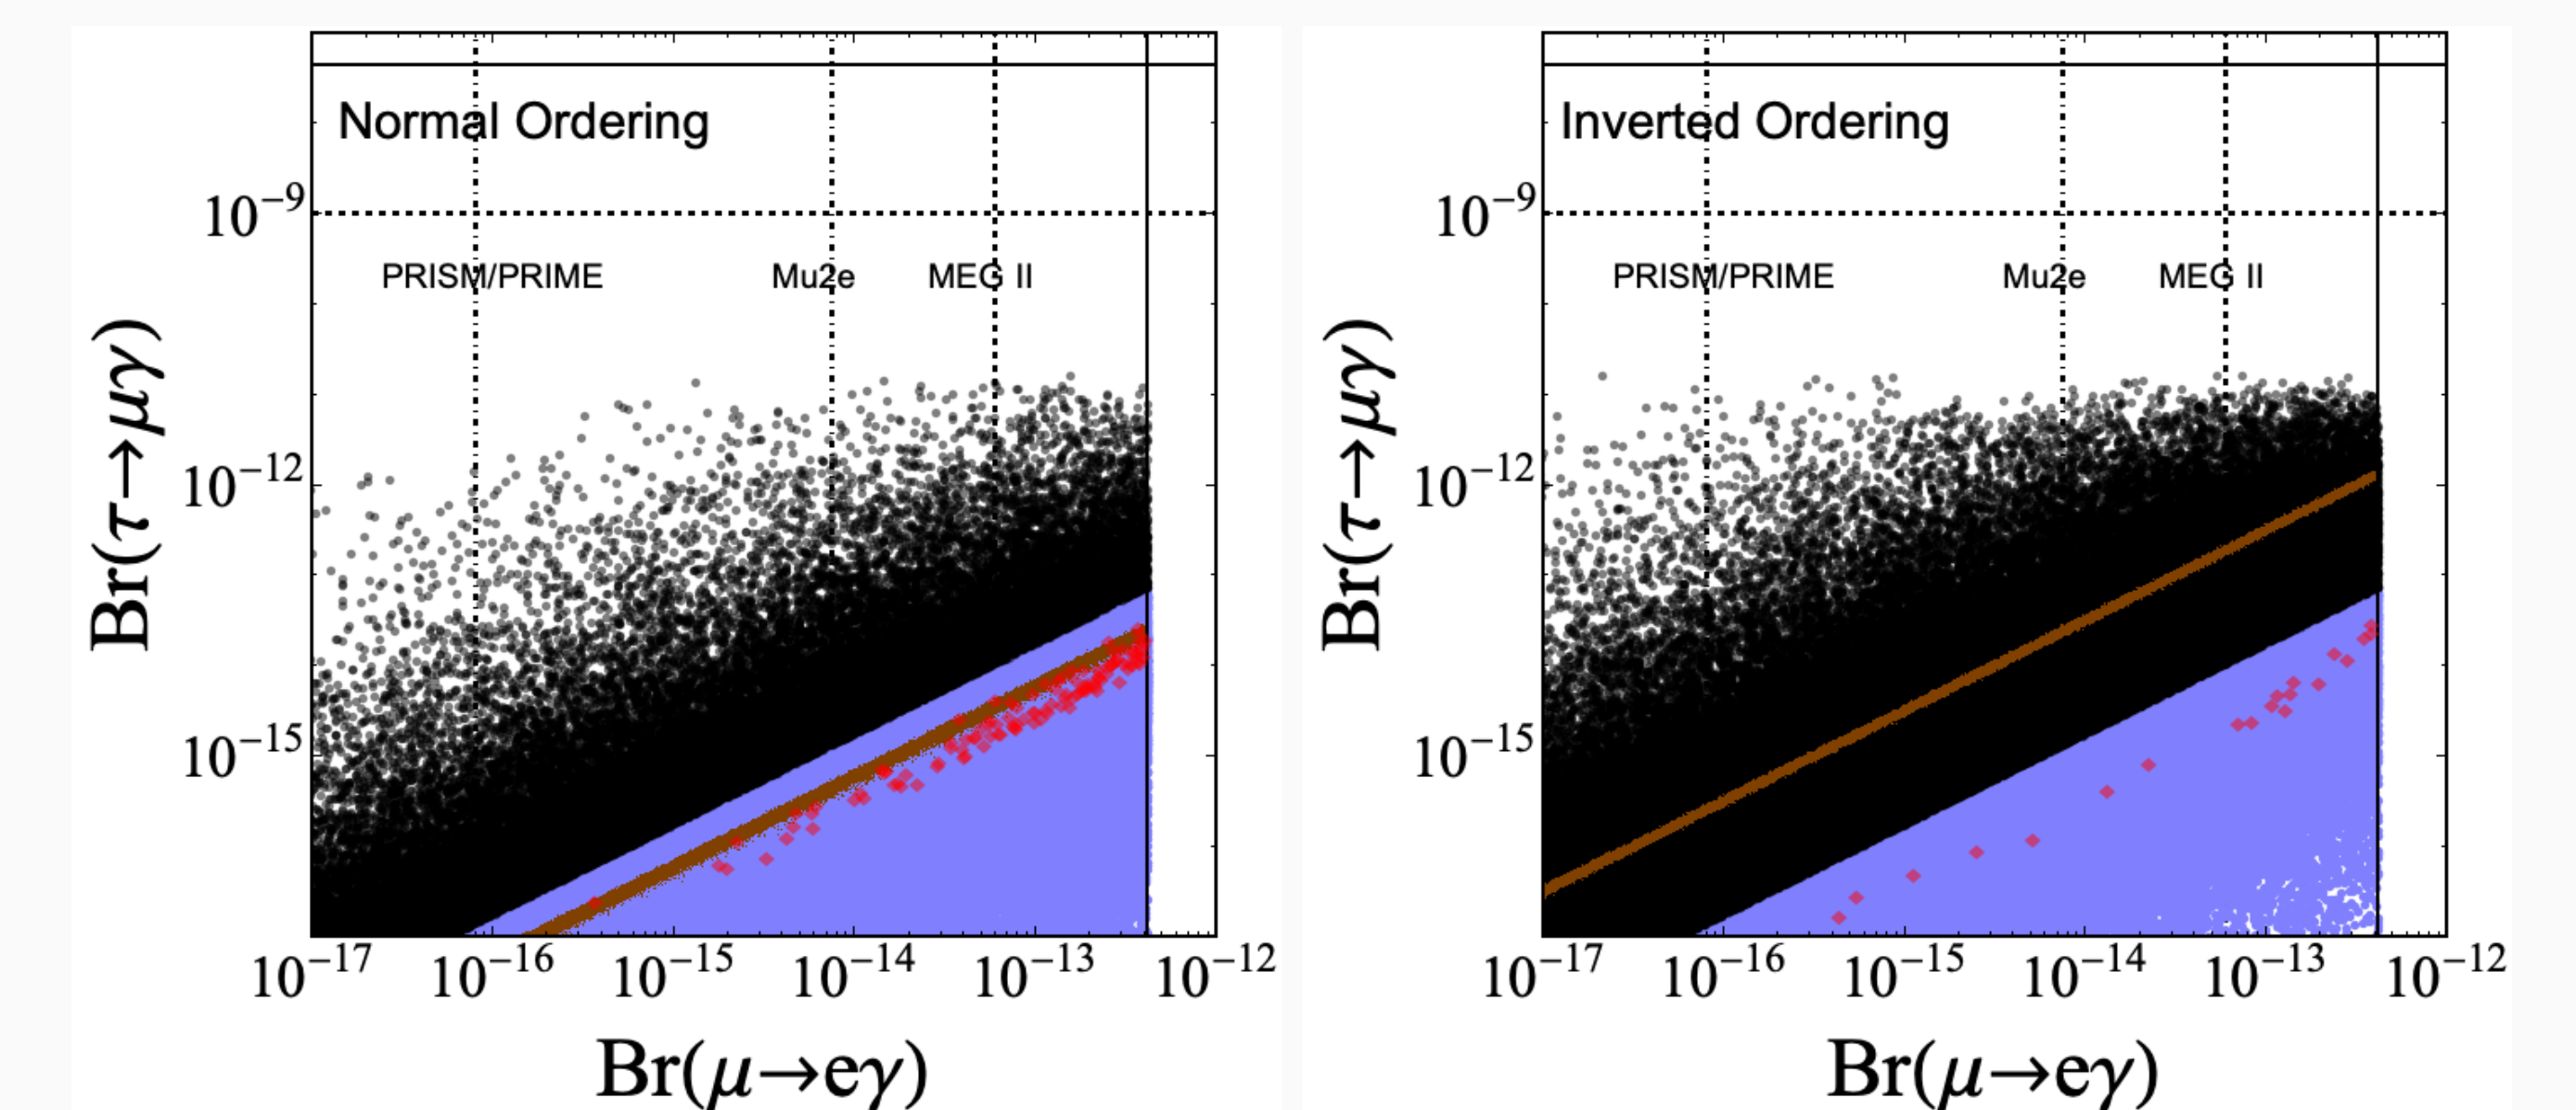 Normal Ordering
10⁻⁹
PRISM/PRIME Mu2e MEG II
Br(τ→μγ)
10⁻¹²
10⁻¹⁵
10⁻¹⁷ 10⁻¹⁶ 10⁻¹⁵ 10⁻¹⁴ 10⁻¹³ 10⁻¹²
Br(μ→eγ)
Inverted Ordering
10⁻⁹
PRISM/PRIME Mu2e MEG II
Br(τ→μγ)
10⁻¹²
10⁻¹⁵
10⁻¹⁷ 10⁻¹⁶ 10⁻¹⁵ 10⁻¹⁴ 10⁻¹³ 10⁻¹²
Br(μ→eγ)